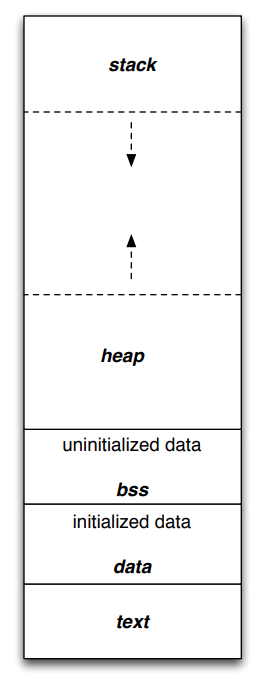 stack
heap
uninitialized data
bss
initialized data
data
text